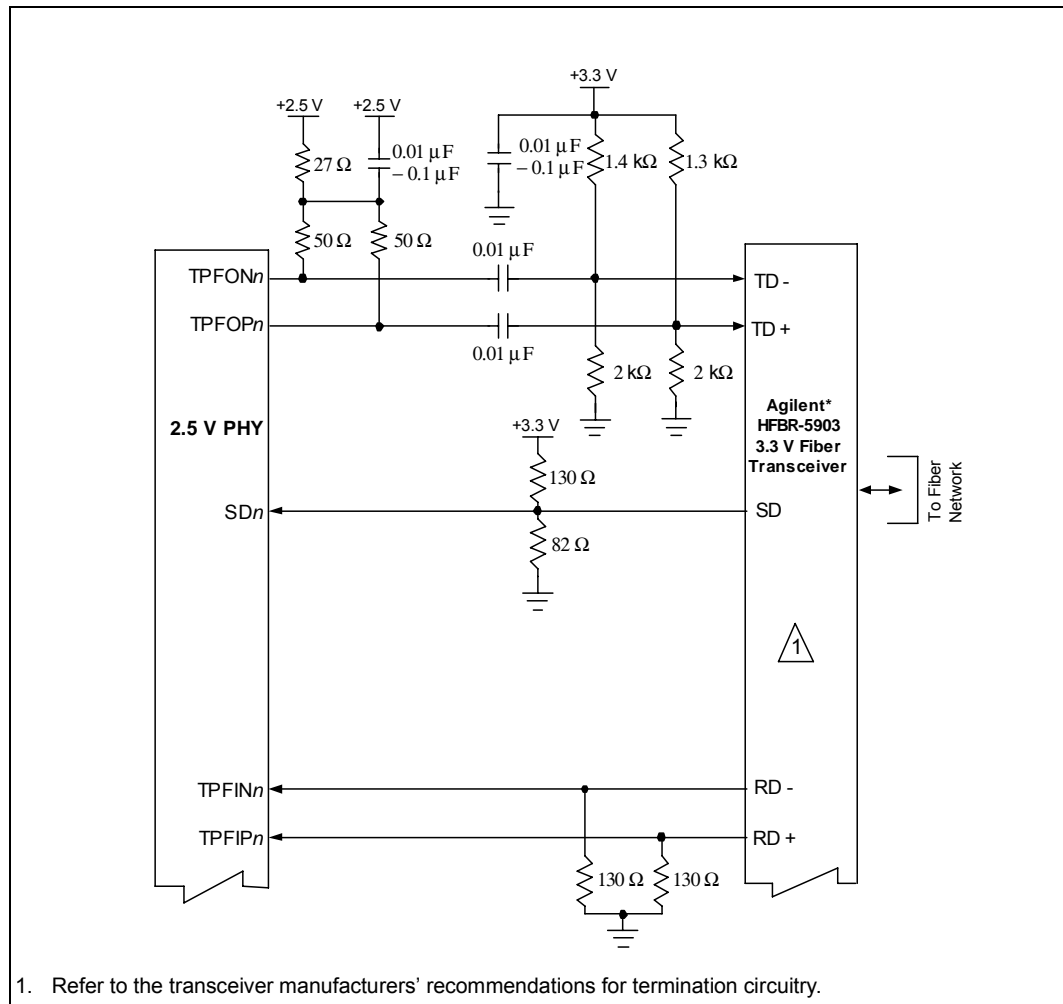 +3.3 V
+2.5 V
+2.5 V
27 Ω
0.01 μF
– 0.1 μF
0.01 μF
– 0.1 μF
1.4 kΩ
1.3 kΩ
50 Ω
50 Ω
0.01 μF
TPFONn
TD -
TPFOPn
TD +
0.01 μF
2 kΩ
2 kΩ
2.5 V PHY
Agilent*
HFBR-5903
3.3 V Fiber
Transceiver
+3.3 V
130 Ω
To Fiber
Network
SDn
SD
82 Ω
1
TPFINn
RD -
TPFIPn
RD +
130 Ω
130 Ω
1. Refer to the transceiver manufacturers’ recommendations for termination circuitry.